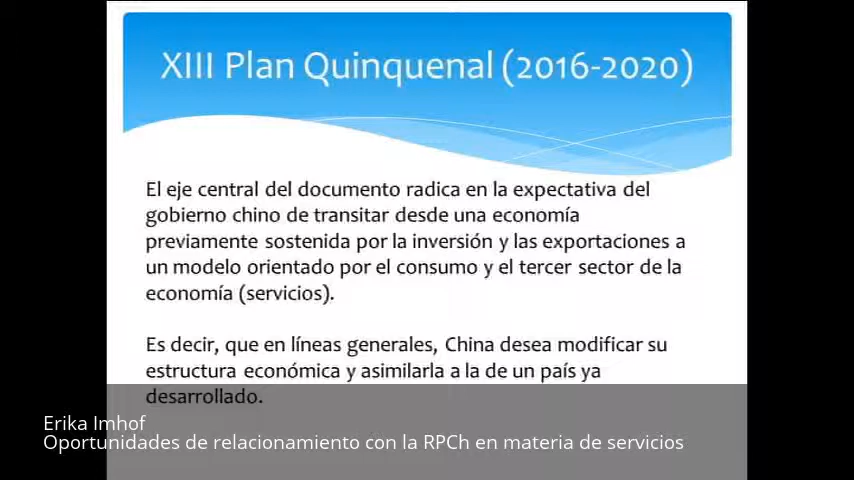 XIII Plan Quinquenal (2016-2020)
El eje central del documento radica en la expectativa del
gobierno chino de transitar desde una economía
previamente sostenida por la inversión y las exportaciones a
un modelo orientado por el consumo y el tercer sector de la
economía (servicios).
Es decir, que en líneas generales, China desea modificar su
estructura económica y asimilarla a la de un país ya
desarrollado.
Erika Imhof
Oportunidades de relacionamiento con la RPCh en materia de servicios